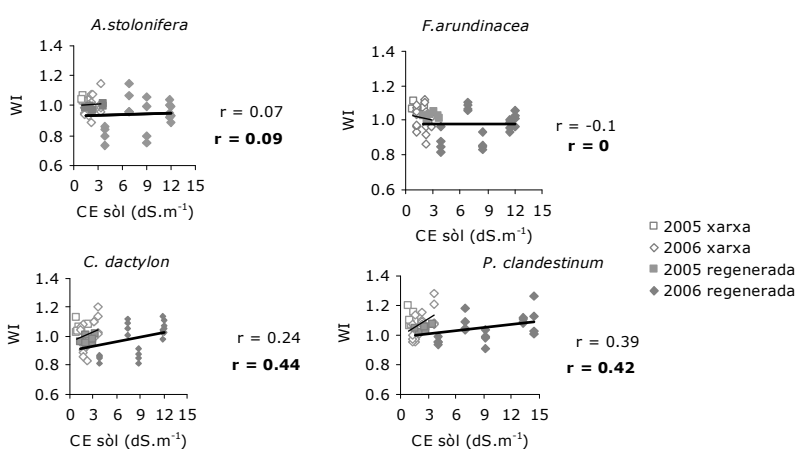 A.stolonifera
1.4
1.2
1.0
0.8
0.6
WI
0 3 6 9 12 15
CE sòl (dS.m-1)
r = 0.07
r = 0.09
F.arundinacea
1.4
1.2
1.0
0.8
0.6
WI
0 3 6 9 12 15
CE sòl (dS.m-1)
r = -0.1
r = 0
2005 xarxa
2006 xarxa
2005 regenerada
2006 regenerada
C. dactylon
1.4
1.2
1.0
0.8
0.6
WI
0 3 6 9 12 15
CE sòl (dS.m-1)
r = 0.24
r = 0.44
P. clandestinum
1.4
1.2
1.0
0.8
0.6
WI
0 3 6 9 12 15
CE sòl (dS.m-1)
r = 0.39
r = 0.42